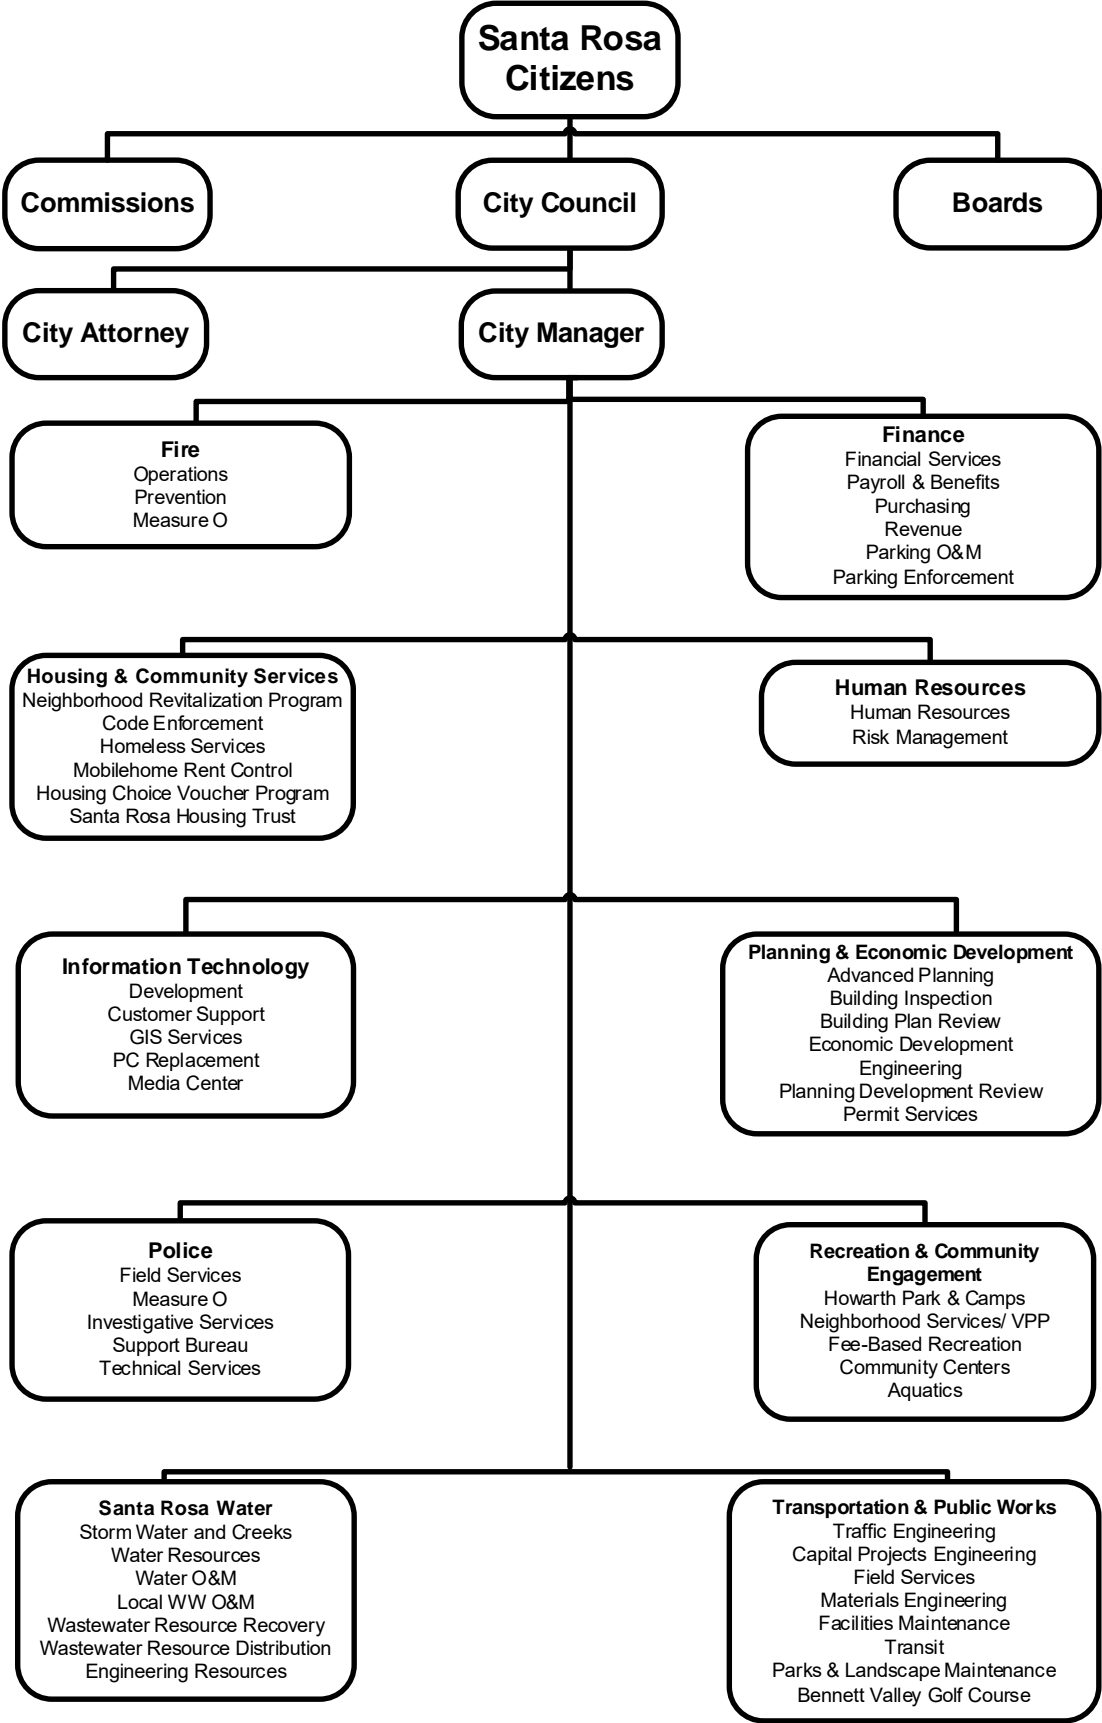 Santa Rosa
Citizens
Commissions
City Council
Boards
City Attorney
City Manager
Fire
Operations
Prevention
Measure O
Finance
Financial Services
Payroll & Benefits
Purchasing
Revenue
Parking O&M
Parking Enforcement
Housing & Community Services
Neighborhood Revitalization Program
Code Enforcement
Homeless Services
Mobilehome Rent Control
Housing Choice Voucher Program
Santa Rosa Housing Trust
Human Resources
Human Resources
Risk Management
Information Technology
Development
Customer Support
GIS Services
PC Replacement
Media Center
Planning & Economic Development
Advanced Planning
Building Inspection
Building Plan Review
Economic Development
Engineering
Planning Development Review
Permit Services
Police
Field Services
Measure O
Investigative Services
Support Bureau
Technical Services
Recreation & Community
Engagement
Howarth Park & Camps
Neighborhood Services/ VPP
Fee-Based Recreation
Community Centers
Aquatics
Santa Rosa Water
Storm Water and Creeks
Water Resources
Water O&M
Local WW O&M
Wastewater Resource Recovery
Wastewater Resource Distribution
Engineering Resources
Transportation & Public Works
Traffic Engineering
Capital Projects Engineering
Field Services
Materials Engineering
Facilities Maintenance
Transit
Parks & Landscape Maintenance
Bennett Valley Golf Course